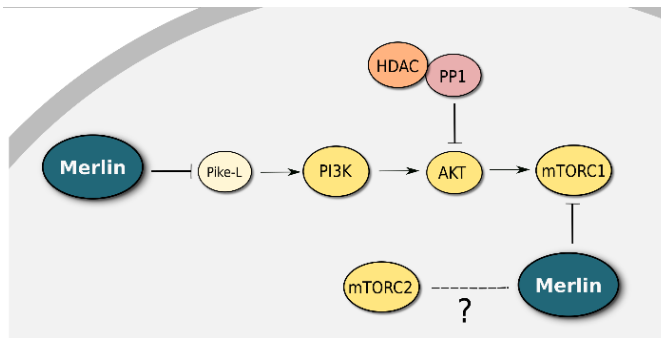 HDAC
PP1
Merlin
Pike-L
PI3K
AKT
mTORC1
mTORC2
?
Merlin